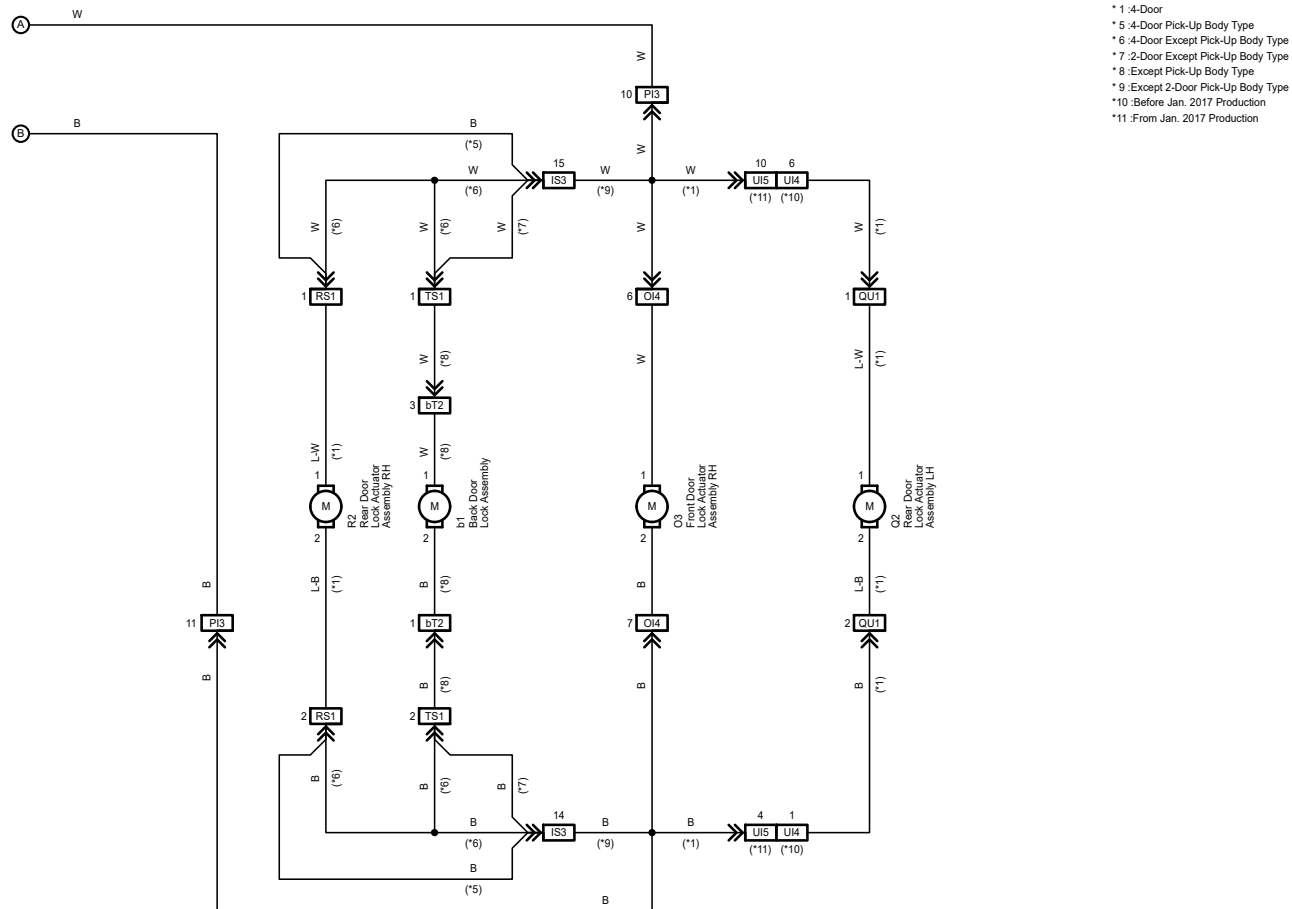 * 1 :4-Door
* 5 :4-Door Pick-Up Body Type
* 6 :4-Door Except Pick-Up Body Type
* 7 :2-Door Except Pick-Up Body Type
* 8 :Except Pick-Up Body Type
* 9 :Except 2-Door Pick-Up Body Type
*10 :Before Jan. 2017 Production
*11 :From Jan. 2017 Production
A
W
W
10 PI3
B
B
B
(*5)
W
W
(*6)
15
IS3
W
(*9)
W
(*1)
10 6
UI5 UI4
(*11) (*10)
W
(*6)
W
(*6)
W
(*7)
W
W
(*1)
1 RS1
1 TS1
6 OI4
1 QU1
W
(*8)
W
L-W
(*1)
3 bT2
L-W
(*1)
W
(*8)
1
1
1
1
M
M
M
M
2
2
2
2
R2
Rear Door
Lock Actuator
Assembly RH
b1
Back Door
Lock Assembly
O3
Front Door
Lock Actuator
Assembly RH
Q2
Rear Door
Lock Actuator
Assembly LH
B
L-B
(*1)
B
(*8)
B
L-B
(*1)
11 PI3
1 bT2
7 OI4
2 QU1
B
B
(*8)
B
B
(*1)
2 RS1
2 TS1
B
(*6)
B
(*6)
B
(*7)
B
(*6)
14
IS3
B
(*9)
B
(*1)
4 1
UI5 UI4
(*11) (*10)
B
(*5)
B